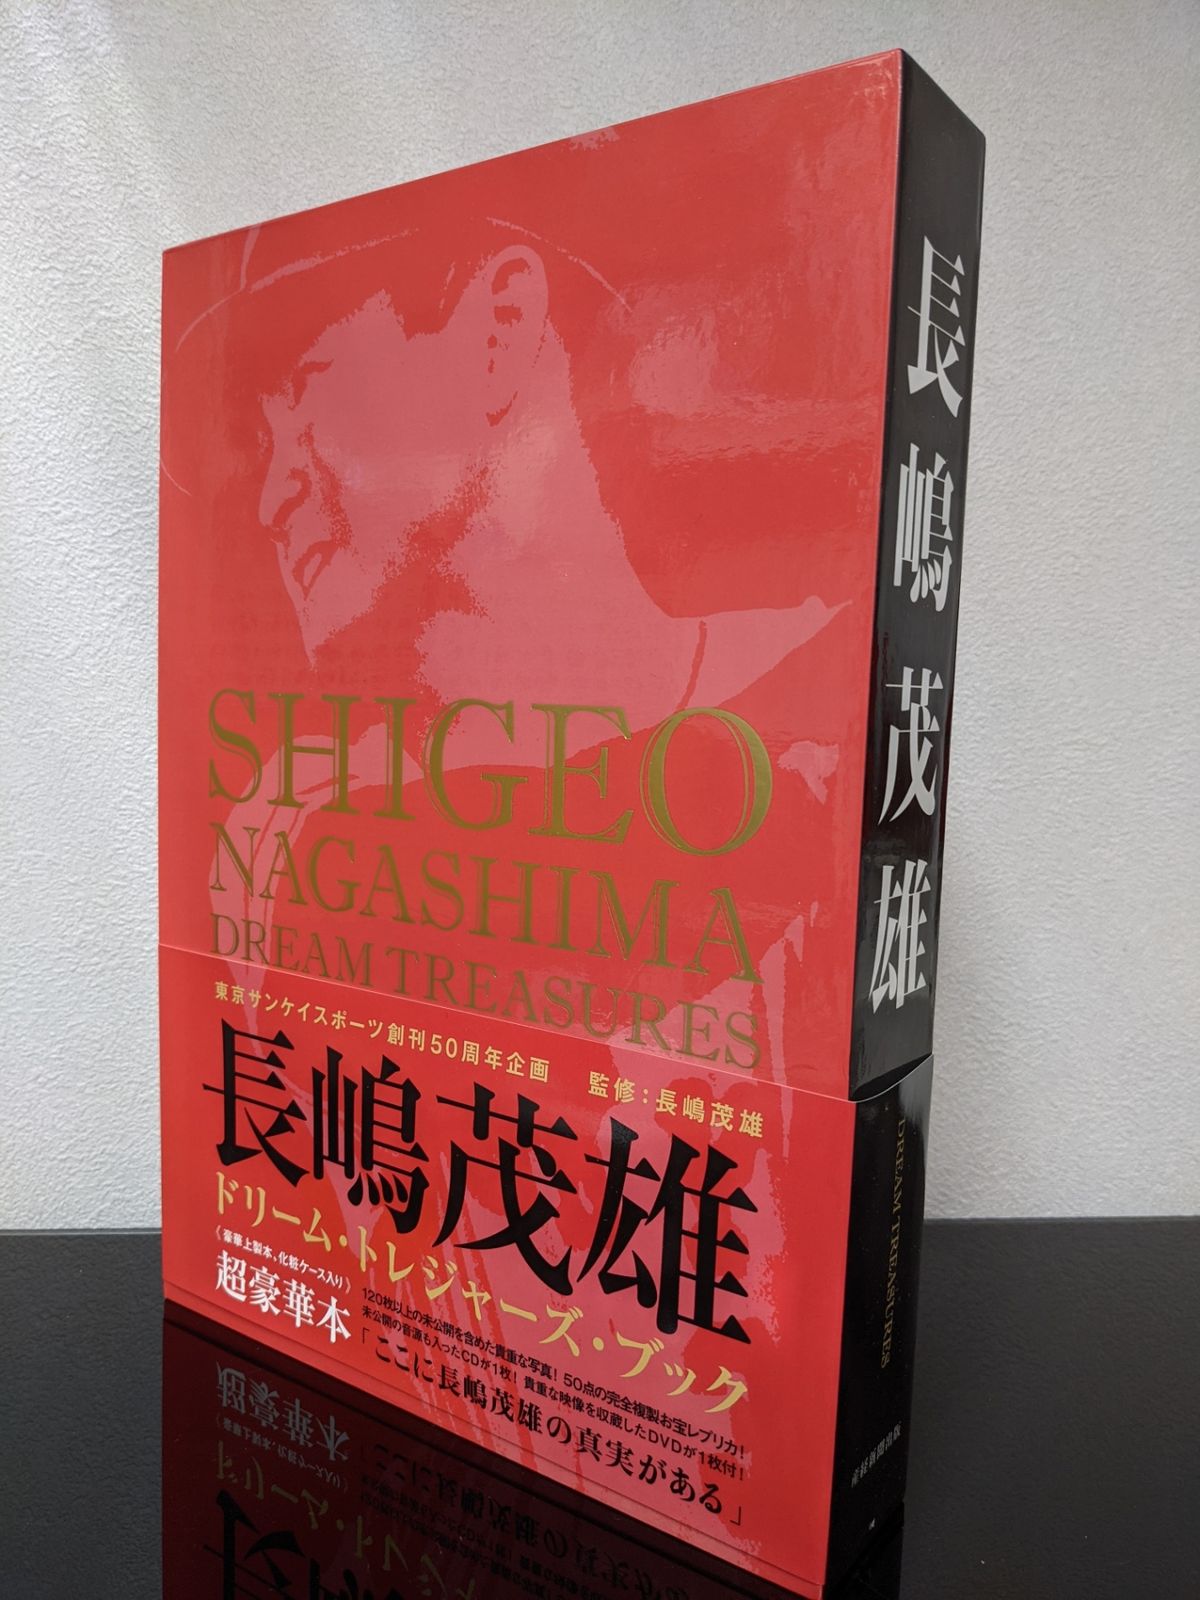 SHIGEO
NAGASHIMA
DREAM TREASURES
東京サンケイスポーツ創刊50周年企画 監修：長嶋茂雄
長嶋茂雄
ドリーム・トレジャーズ・ブック
《豪華上製本、化粧ケース入り》
超豪華本
120枚以上の未公開を含めた貴重な写真！50点の完全複製お宝レプリカ！
未公開の音源も入ったCDが1枚！貴重な映像を収蔵したDVDが1枚付！
「ここに長嶋茂雄の真実がある」
長嶋茂雄
DREAM TREASURES
産経新聞出版